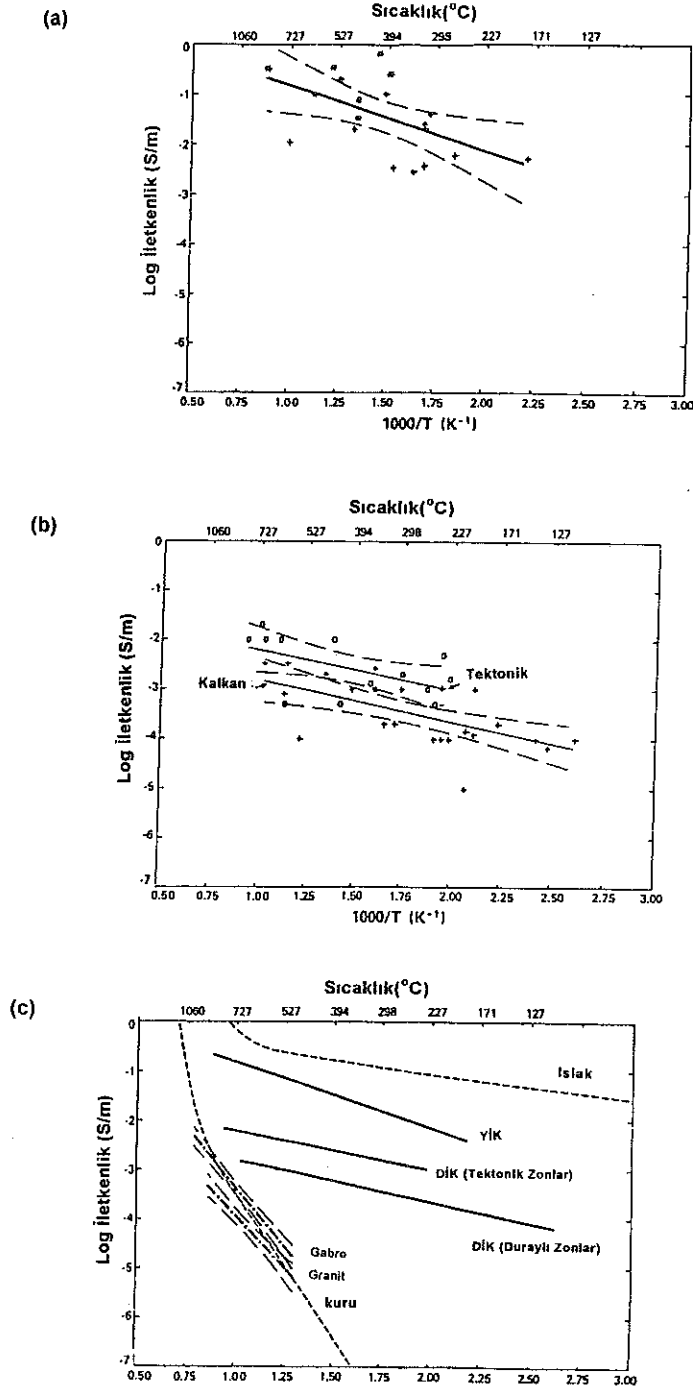 (a)
Sıcaklık(°C)
1060 727 527 394 298 227 171 127
0
-1
-2
-3
-4
-5
-6
-7
Log İletkenlik (S/m)
0.50 0.75 1.00 1.25 1.50 1.75 2.00 2.25 2.50 2.75 3.00
1000/T (K⁻¹)
(b)
Sıcaklık(°C)
1060 727 527 394 298 227 171 127
0
-1
-2
-3
-4
-5
-6
-7
Log İletkenlik (S/m)
Kalkan
Tektonik
0.50 0.75 1.00 1.25 1.50 1.75 2.00 2.25 2.50 2.75 3.00
1000/T (K⁻¹)
(c)
Sıcaklık(°C)
1060 727 527 394 298 227 171 127
0
-1
-2
-3
-4
-5
-6
-7
Log İletkenlik (S/m)
Islak
YİK
DİK (Tektonik Zonlar)
DİK (Duraylı Zonlar)
Gabro
Granit
kuru
0.50 0.75 1.00 1.25 1.50 1.75 2.00 2.25 2.50 2.75 3.00